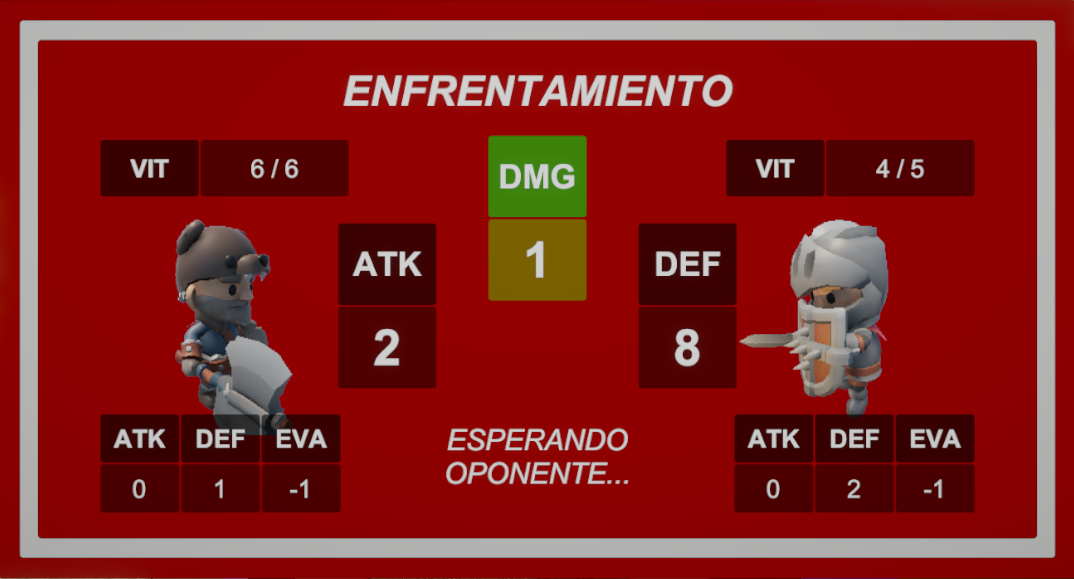 ENFRENTAMIENTO
VIT 6 / 6
DMG
VIT 4 / 5
ATK
1
DEF
2
8
ATK DEF EVA
0 1 -1
ESPERANDO
OPONENTE...
ATK DEF EVA
0 2 -1